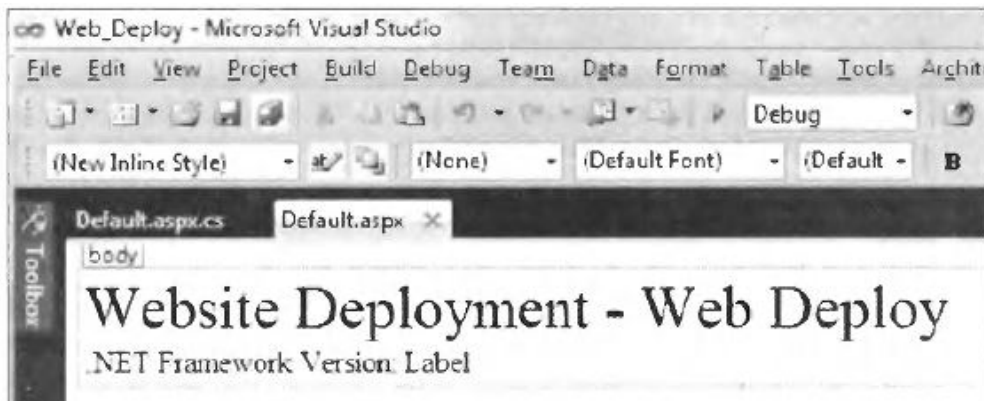 Web_Deploy - Microsoft Visual Studio
File Edit View Project Build Debug Team Data Format Table Tools Archit
Debug
(New Inline Style) (None) (Default Font) (Default B
Default.aspx.cs Default.aspx
Toolbox
body
Website Deployment - Web Deploy
.NET Framework Version: Label